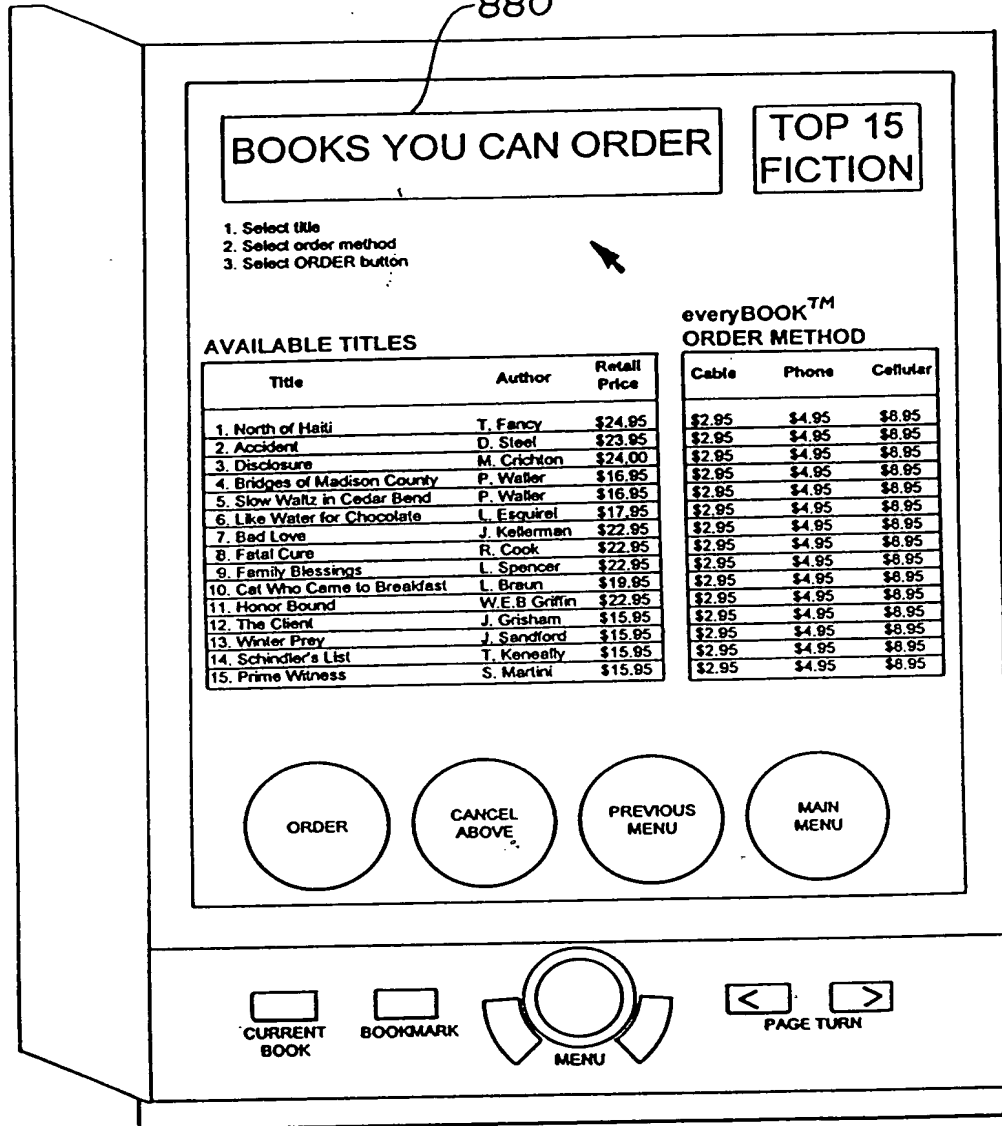 880
BOOKS YOU CAN ORDER
TOP 15
FICTION
1. Select title
2. Select order method
3. Select ORDER button
everyBOOK™
ORDER METHOD
AVAILABLE TITLES
Title Author Retail Price Cable Phone Cellular
1. North of Haiti T. Fancy $24.95 $2.95 $4.95 $8.95
2. Accident D. Steel $23.95 $2.95 $4.95 $8.95
3. Disclosure M. Crichton $24.00 $2.95 $4.95 $8.95
4. Bridges of Madison County P. Waller $16.95 $2.95 $4.95 $8.95
5. Slow Waltz in Cedar Bend P. Waller $16.95 $2.95 $4.95 $8.95
6. Like Water for Chocolate L. Esquirel $17.95 $2.95 $4.95 $8.95
7. Bad Love J. Kellerman $22.95 $2.95 $4.95 $8.95
8. Fatal Cure R. Cook $22.95 $2.95 $4.95 $8.95
9. Family Blessings L. Spencer $22.95 $2.95 $4.95 $8.95
10. Cat Who Came to Breakfast L. Braun $19.95 $2.95 $4.95 $8.95
11. Honor Bound W.E.B Griffin $22.95 $2.95 $4.95 $8.95
12. The Client J. Grisham $15.95 $2.95 $4.95 $8.95
13. Winter Prey J. Sandford $15.95 $2.95 $4.95 $8.95
14. Schindler's List T. Keneally $15.95 $2.95 $4.95 $8.95
15. Prime Witness S. Martini $15.95 $2.95 $4.95 $8.95
ORDER
CANCEL
ABOVE
PREVIOUS
MENU
MAIN
MENU
CURRENT
BOOK
BOOKMARK
MENU
< >
PAGE TURN